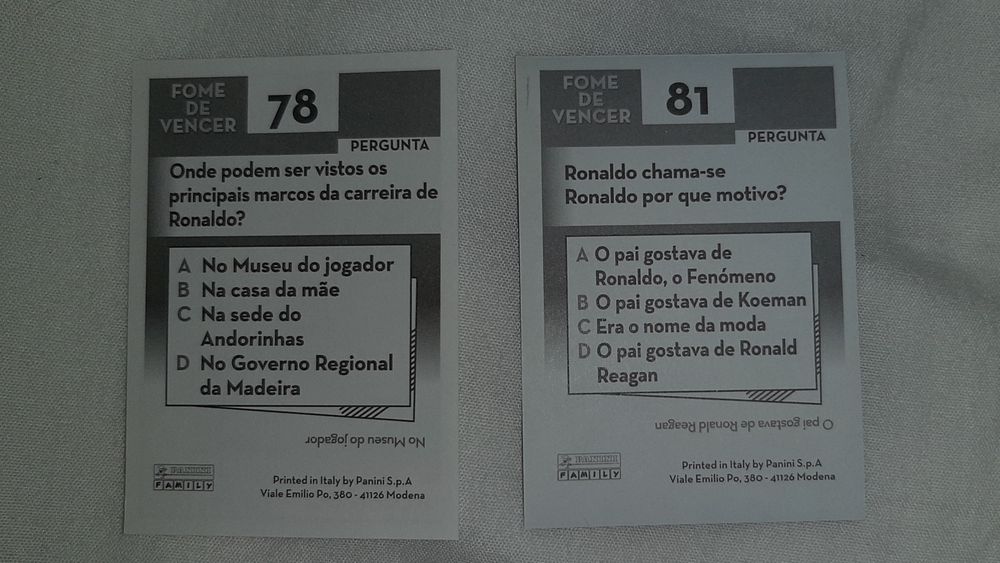 FOME
DE
VENCER
78
PERGUNTA
Onde podem ser vistos os
principais marcos da carreira de
Ronaldo?
A No Museu do jogador
B Na casa da mãe
C Na sede do
Andorinhas
D No Governo Regional
da Madeira
No Museu do jogador
PANINI
FAMILY
Printed in Italy by Panini S.p.A
Viale Emilio Po, 380 - 41126 Modena
FOME
DE
VENCER
81
PERGUNTA
Ronaldo chama-se
Ronaldo por que motivo?
A O pai gostava de
Ronaldo, o Fenómeno
B O pai gostava de Koeman
C Era o nome da moda
D O pai gostava de Ronald
Reagan
O pai gostava de Ronald Reagan
PANINI
FAMILY
Printed in Italy by Panini S.p.A
Viale Emilio Po, 380 - 41126 Modena